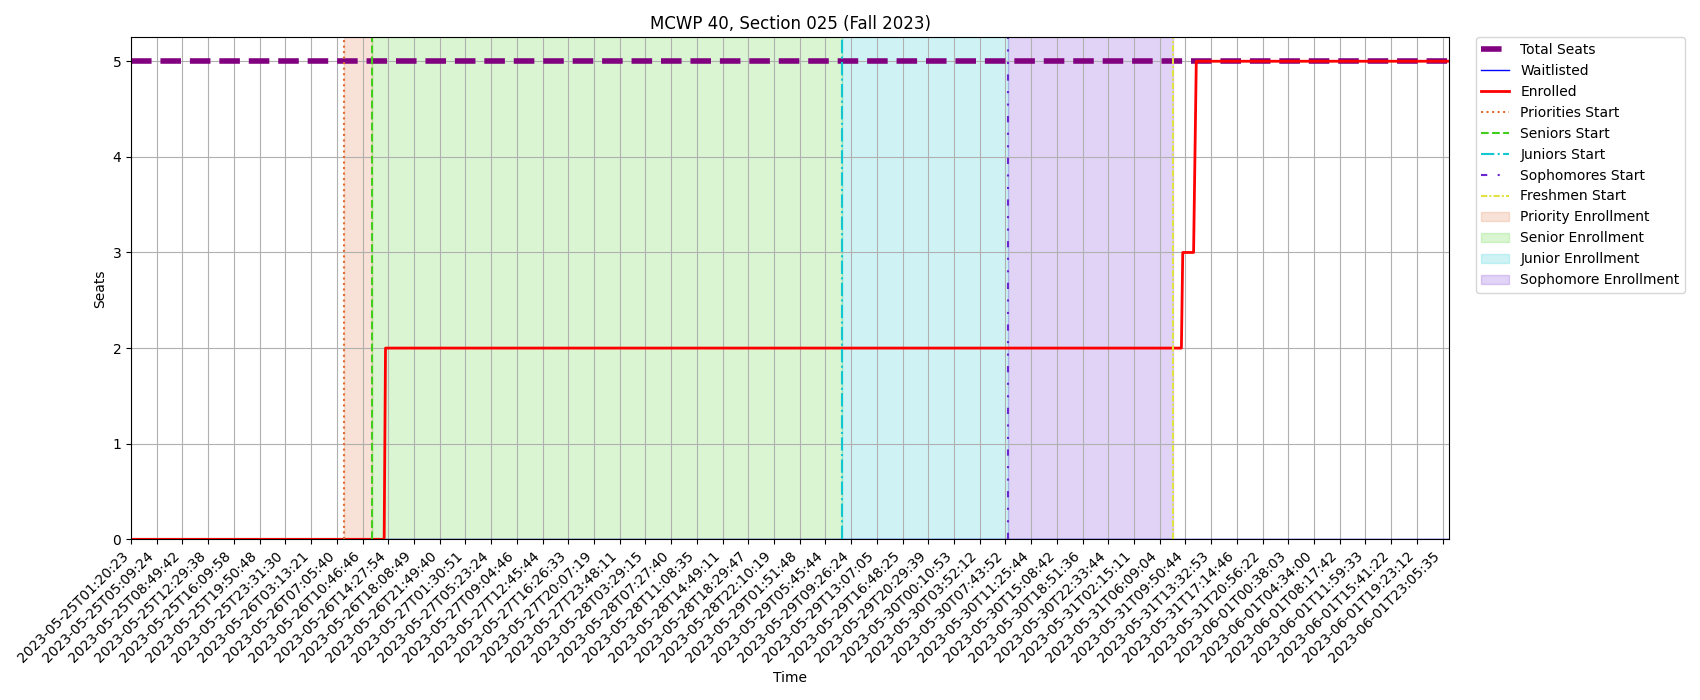 MCWP 40, Section 025 (Fall 2023)
Seats
5
4
3
2
1
0
2023-05-25T01:20:23
2023-05-25T05:09:24
2023-05-25T08:49:42
2023-05-25T12:29:38
2023-05-25T16:09:58
2023-05-25T19:50:48
2023-05-25T23:31:30
2023-05-26T03:13:21
2023-05-26T07:05:40
2023-05-26T10:46:46
2023-05-26T14:27:54
2023-05-26T18:08:49
2023-05-26T21:49:40
2023-05-27T01:30:51
2023-05-27T05:23:24
2023-05-27T09:04:46
2023-05-27T12:45:44
2023-05-27T16:26:33
2023-05-27T20:07:19
2023-05-27T23:48:11
2023-05-28T03:29:15
2023-05-28T07:27:40
2023-05-28T11:08:35
2023-05-28T14:49:11
2023-05-28T18:29:47
2023-05-28T22:10:19
2023-05-29T01:51:48
2023-05-29T05:45:44
2023-05-29T09:26:24
2023-05-29T13:07:05
2023-05-29T16:48:25
2023-05-29T20:29:39
2023-05-30T00:10:53
2023-05-30T03:52:12
2023-05-30T07:43:52
2023-05-30T11:25:44
2023-05-30T15:08:42
2023-05-30T18:51:36
2023-05-30T22:33:44
2023-05-31T02:15:11
2023-05-31T06:09:04
2023-05-31T09:50:44
2023-05-31T13:32:53
2023-05-31T17:14:46
2023-05-31T20:56:22
2023-06-01T00:38:03
2023-06-01T04:34:00
2023-06-01T08:17:42
2023-06-01T11:59:33
2023-06-01T15:41:22
2023-06-01T19:23:12
2023-06-01T23:05:35
Time
Total Seats
Waitlisted
Enrolled
Priorities Start
Seniors Start
Juniors Start
Sophomores Start
Freshmen Start
Priority Enrollment
Senior Enrollment
Junior Enrollment
Sophomore Enrollment